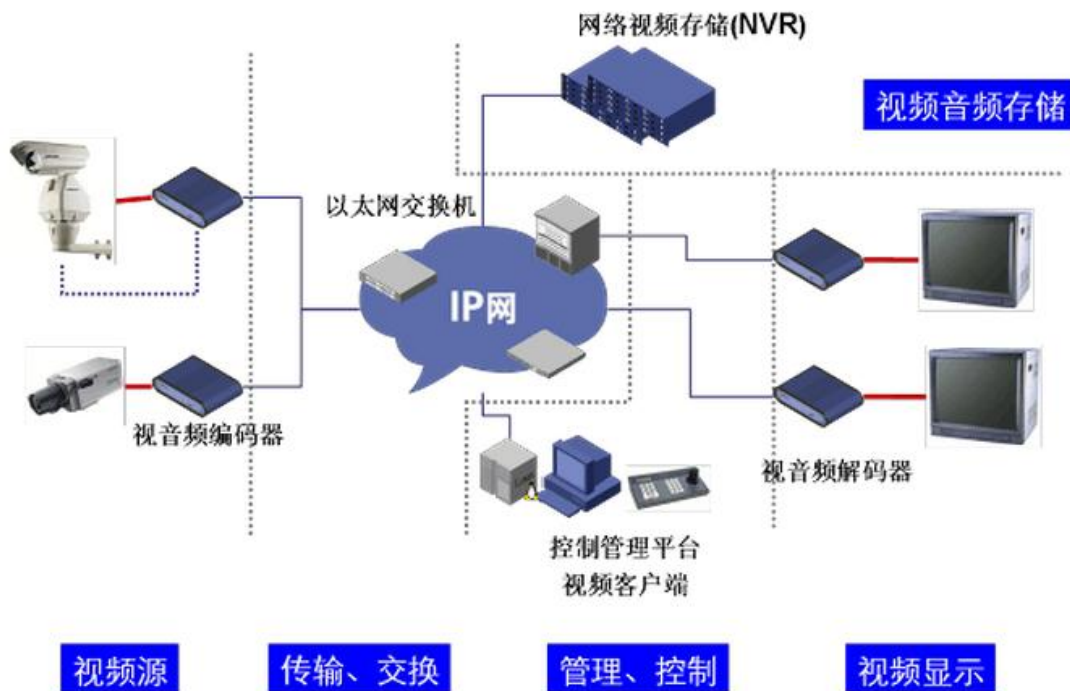 网络视频存储(NVR)
视频音频存储
以太网交换机
IP网
视音频编码器
视音频解码器
控制管理平台
视频客户端
视频源
传输、交换
管理、控制
视频显示